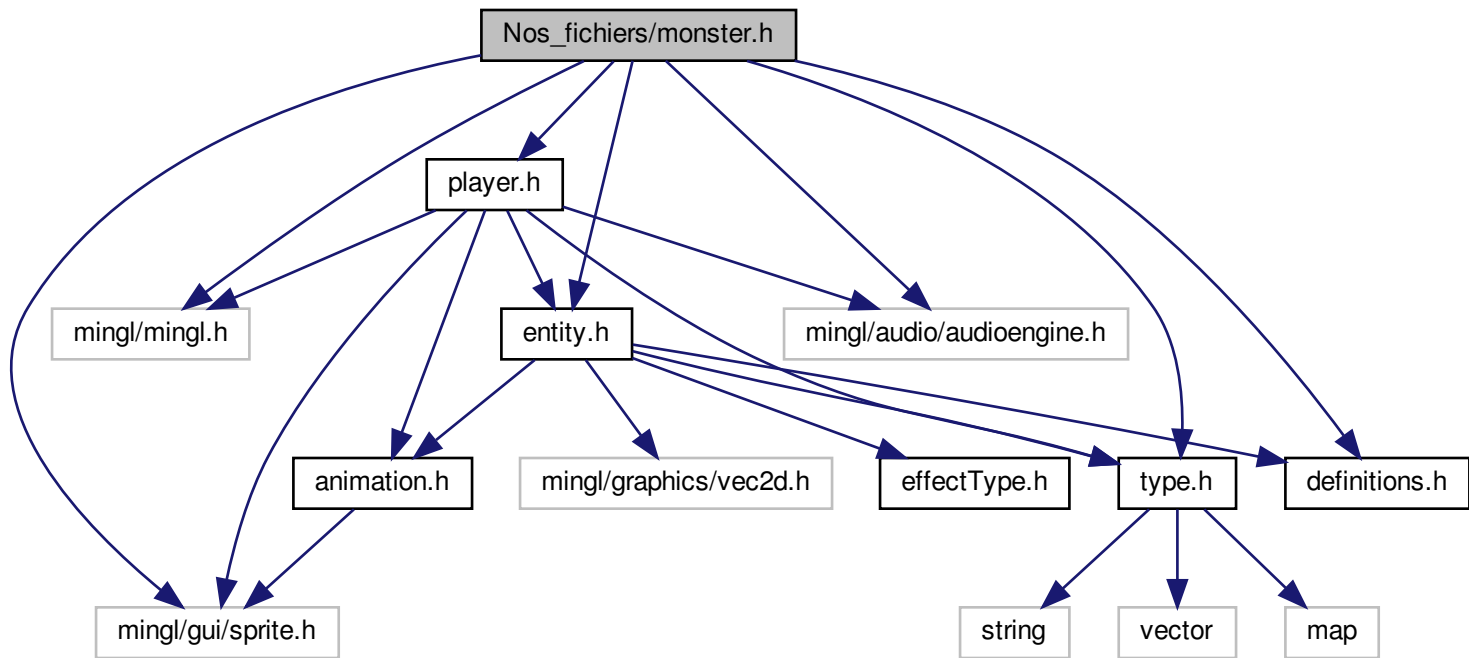 Nos_fichiers/monster.h
player.h
mingl/mingl.h
entity.h
mingl/audio/audioengine.h
animation.h
mingl/graphics/vec2d.h
effectType.h
type.h
definitions.h
mingl/gui/sprite.h
string
vector
map